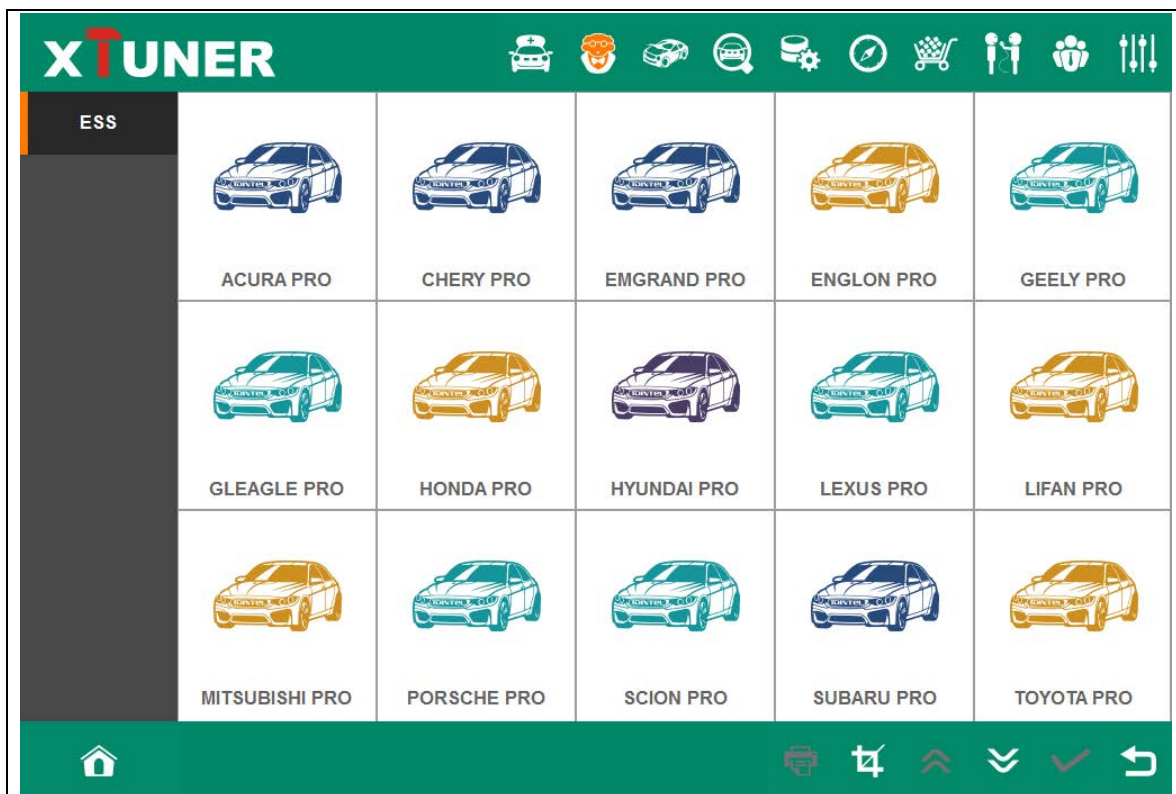 XTUNER
ESS
ACURA PRO
CHERY PRO
EMGRAND PRO
ENGLON PRO
GEELY PRO
GLEAGLE PRO
HONDA PRO
HYUNDAI PRO
LEXUS PRO
LIFAN PRO
MITSUBISHI PRO
PORSCHE PRO
SCION PRO
SUBARU PRO
TOYOTA PRO